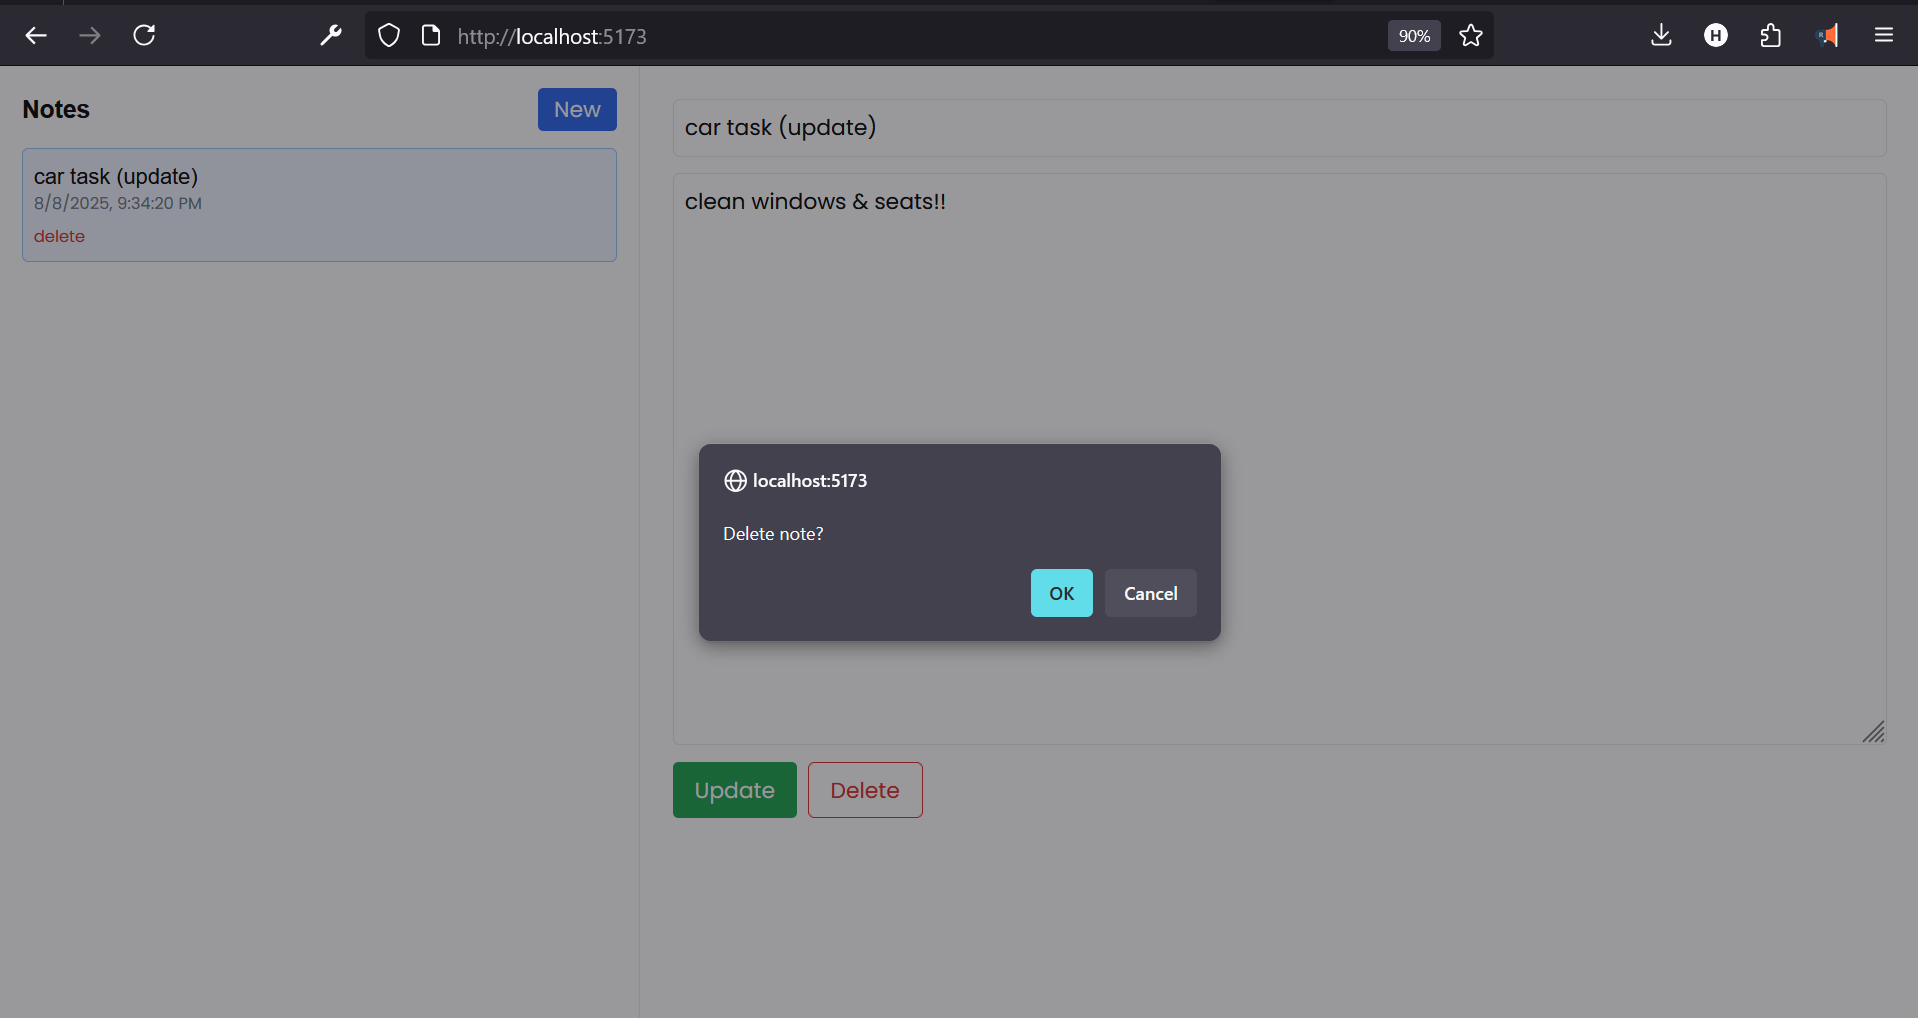 http://localhost:5173
90%
H
Notes
New
car task (update)
8/8/2025, 9:34:20 PM
delete
car task (update)
clean windows & seats!!
localhost:5173
Delete note?
OK
Cancel
Update
Delete